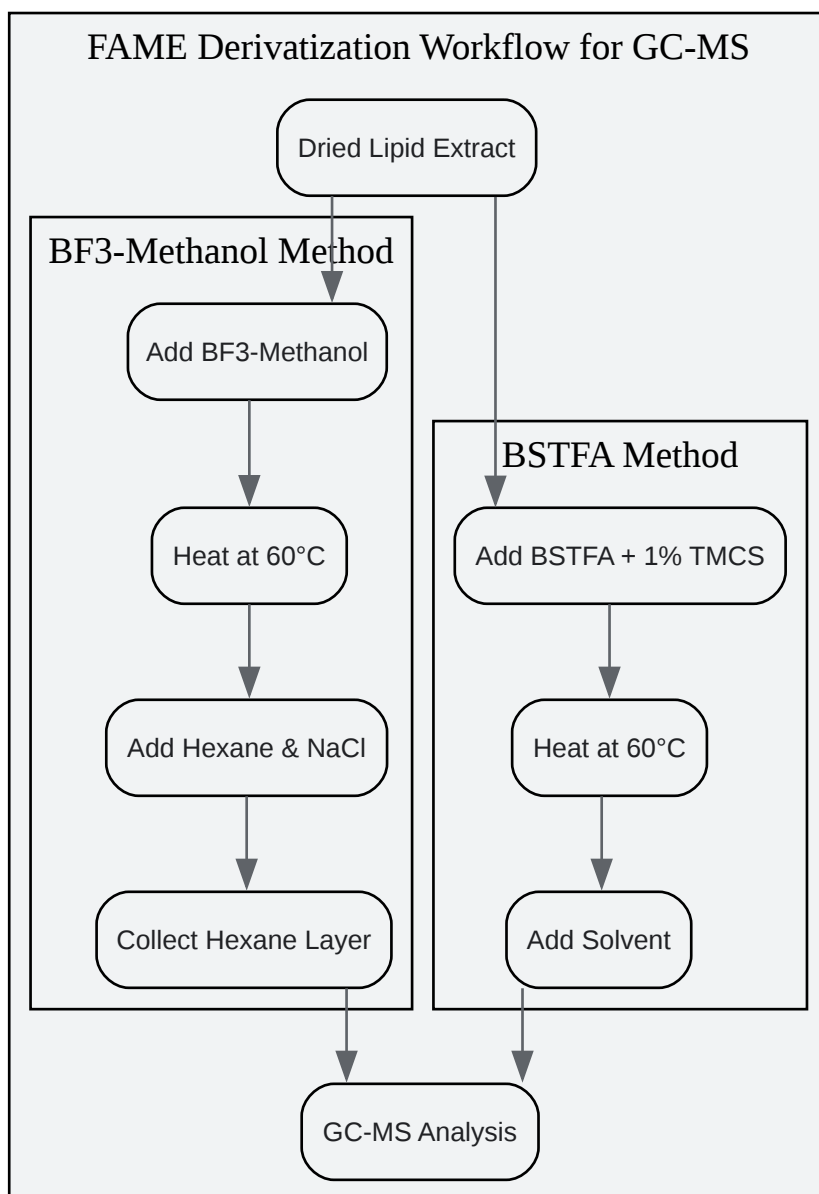 FAME Derivatization Workflow for GC-MS
Dried Lipid Extract
BF3-Methanol Method
Add BF3-Methanol
Heat at 60°C
Add Hexane & NaCl
Collect Hexane Layer
BSTFA Method
Add BSTFA + 1% TMCS
Heat at 60°C
Add Solvent
GC-MS Analysis